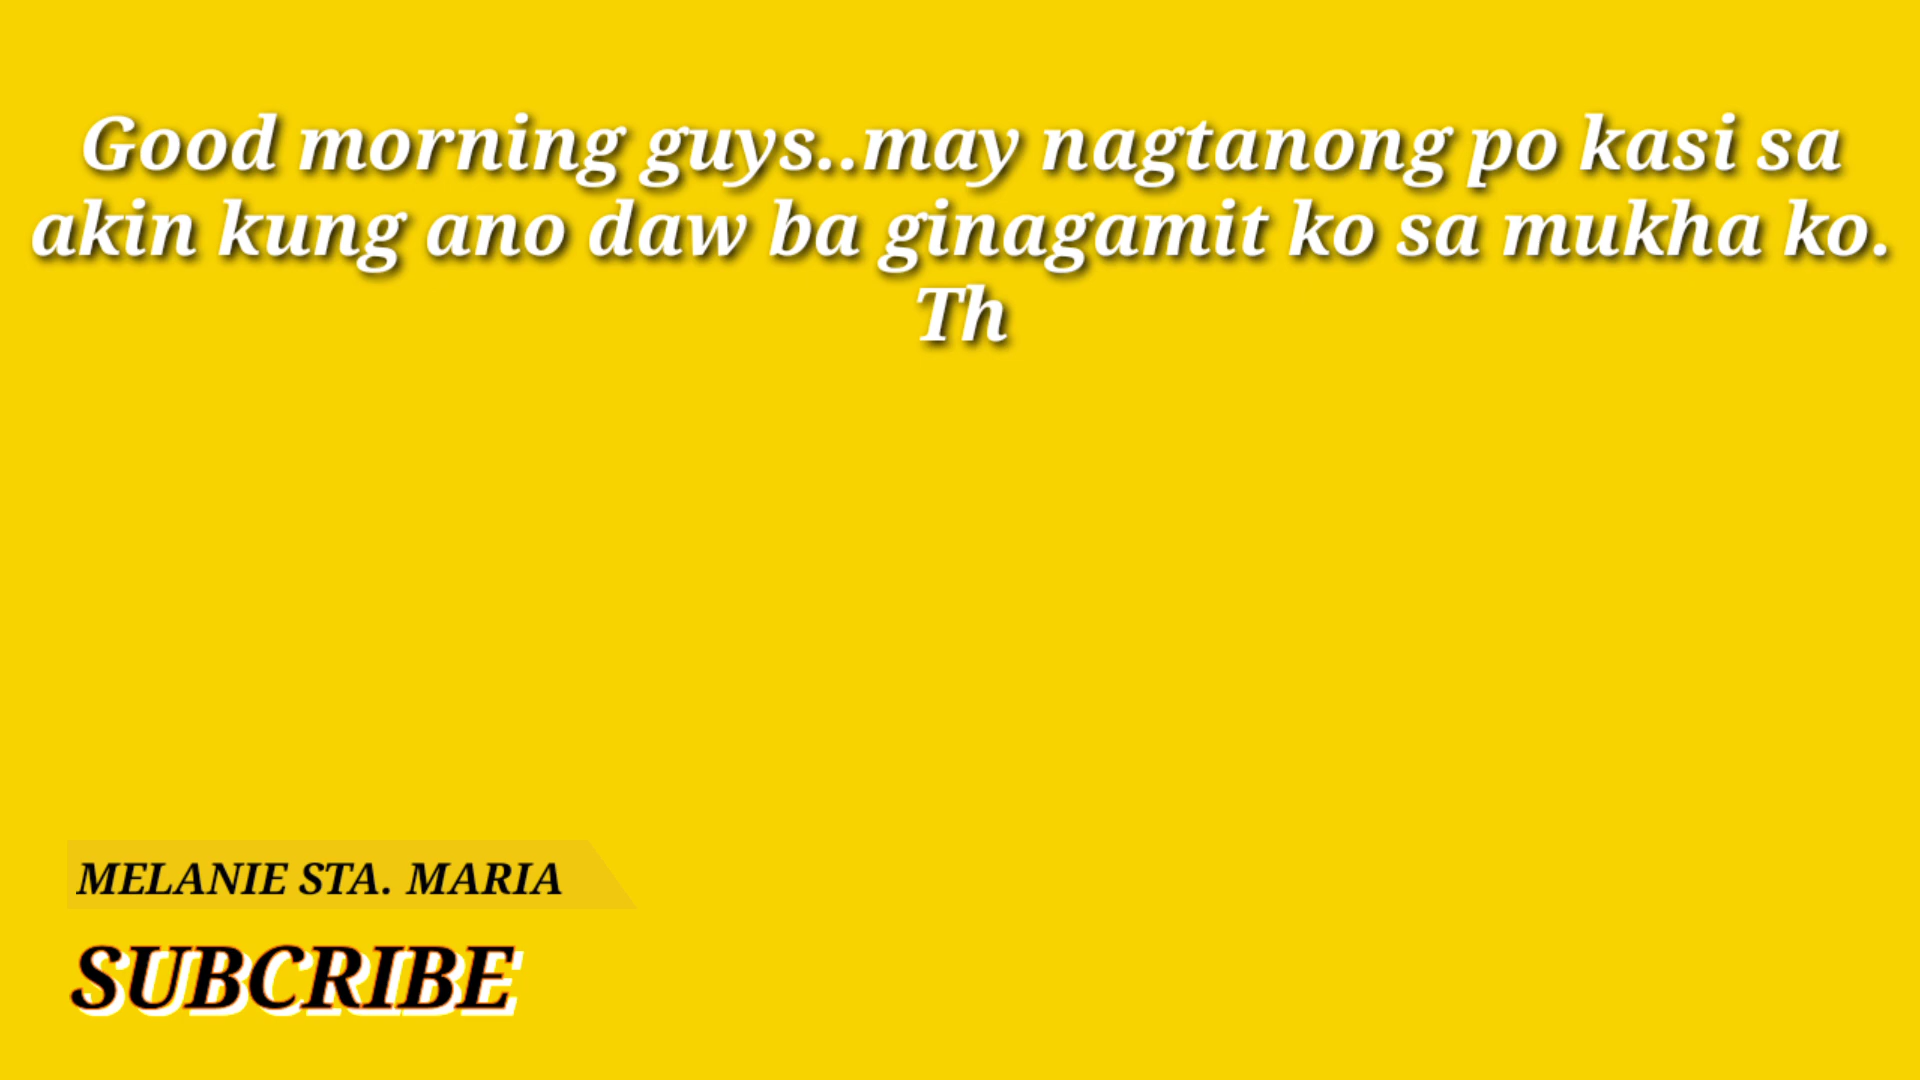 Good morning guys..may nagtanong po kasi sa
akin kung ano daw ba ginagamit ko sa mukha ko.
Th
MELANIE STA. MARIA
SUBCRIBE